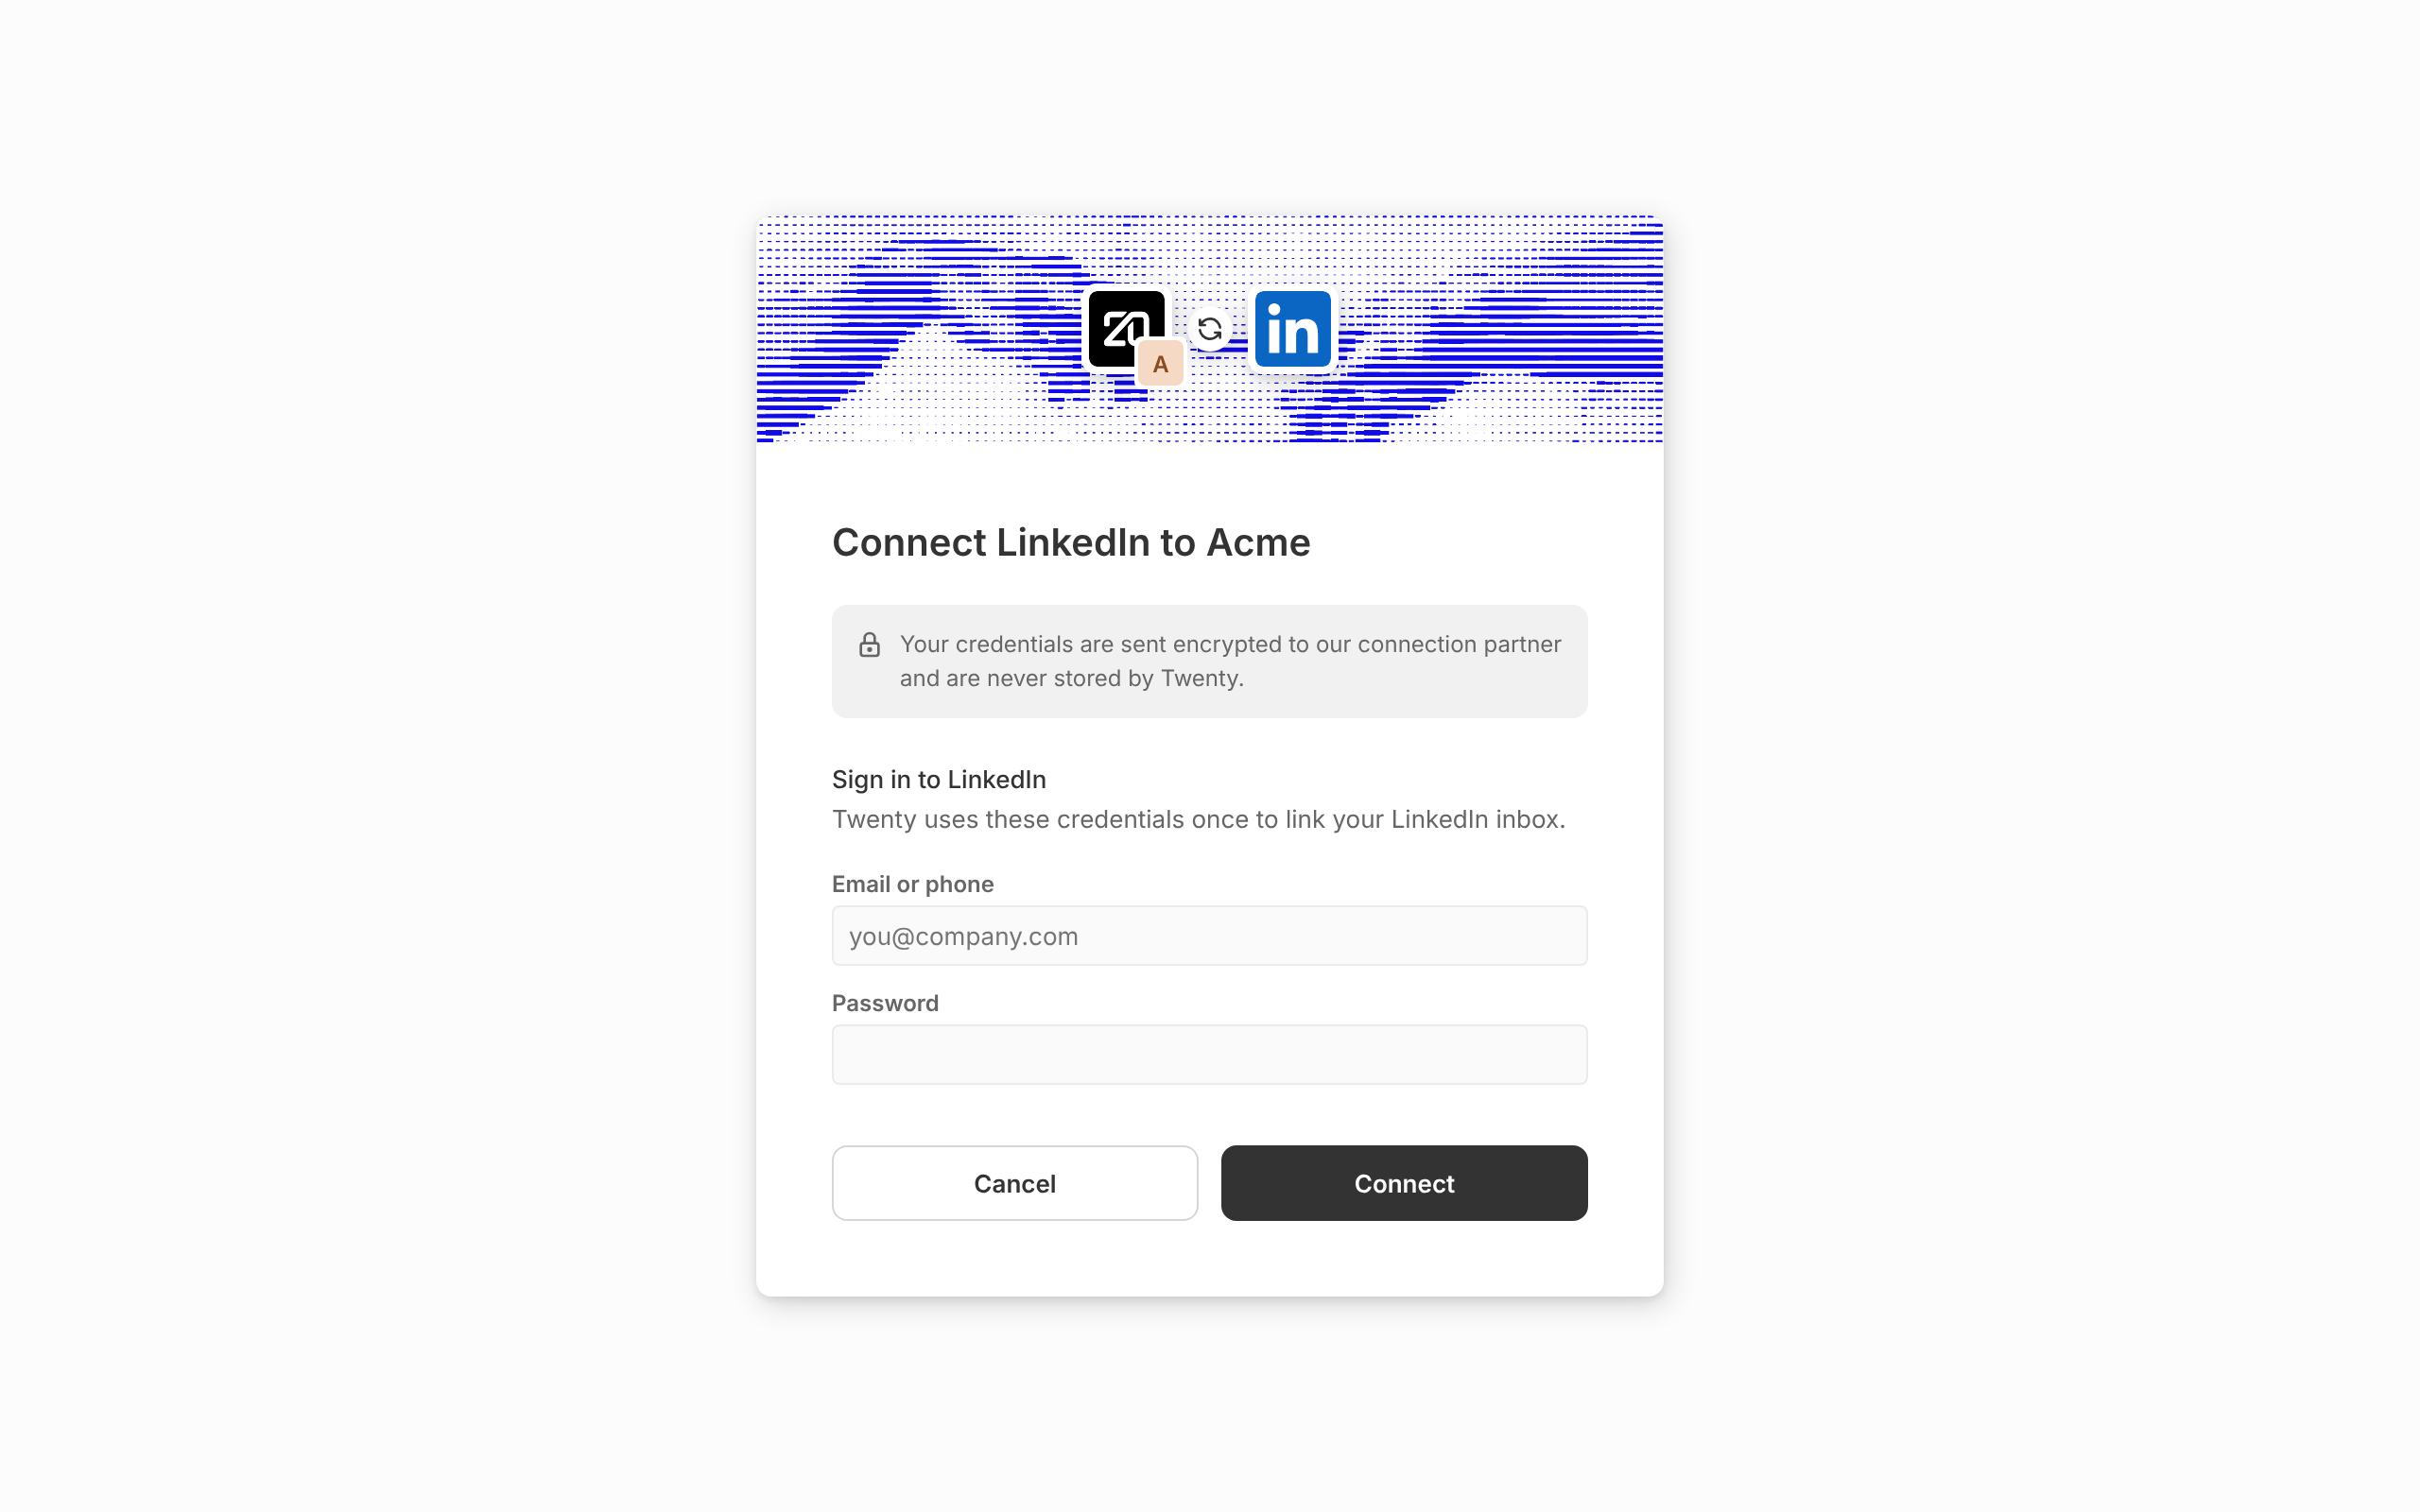 20
A
in
Connect LinkedIn to Acme
Your credentials are sent encrypted to our connection partner
and are never stored by Twenty.
Sign in to LinkedIn
Twenty uses these credentials once to link your LinkedIn inbox.
Email or phone
you@company.com
Password
Cancel
Connect